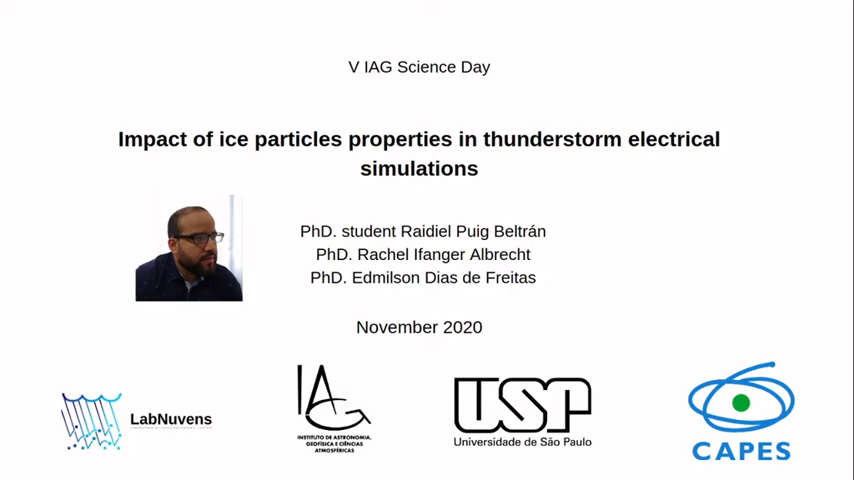 V IAG Science Day
Impact of ice particles properties in thunderstorm electrical
simulations
PhD. student Raidiel Puig Beltrán
PhD. Rachel Ifanger Albrecht
PhD. Edmilson Dias de Freitas
November 2020
LabNuvens
IAG
INSTITUTO DE ASTRONOMIA,
GEOFÍSICA E CIÊNCIAS
ATMOSFÉRICAS
USP
Universidade de São Paulo
CAPES